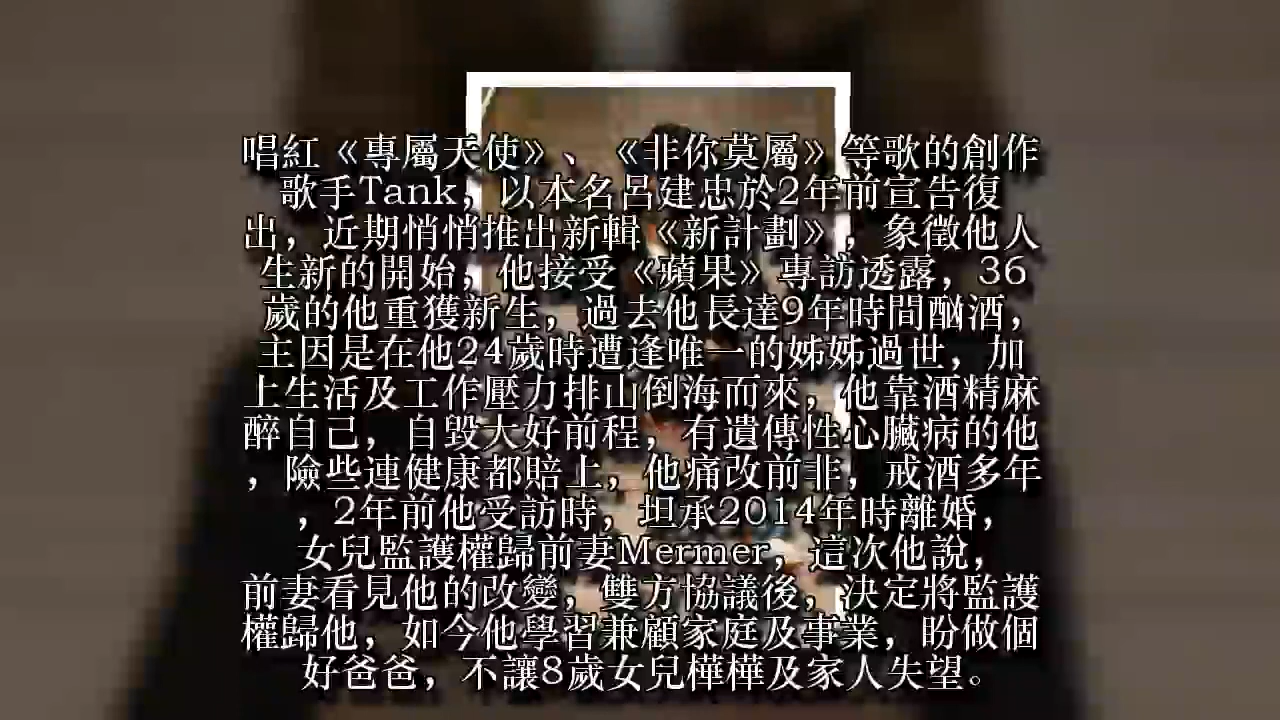 唱紅《專屬天使》、《非你莫屬》等歌的創作
歌手Tank，以本名呂建忠於2年前宣告復
出，近期悄悄推出新輯《新計劃》，象徵他人
生新的開始，他接受《蘋果》專訪透露，36
歲的他重獲新生，過去他長達9年時間酗酒，
主因是在他24歲時遭逢唯一的姊姊過世，加
上生活及工作壓力排山倒海而來，他靠酒精麻
醉自己，自毀大好前程，有遺傳性心臟病的他
，險些連健康都賠上，他痛改前非，戒酒多年
，2年前他受訪時，坦承2014年時離婚，
女兒監護權歸前妻Mermer，這次他說，
前妻看見他的改變，雙方協議後，決定將監護
權歸他，如今他學習兼顧家庭及事業，盼做個
好爸爸，不讓8歲女兒樺樺及家人失望。